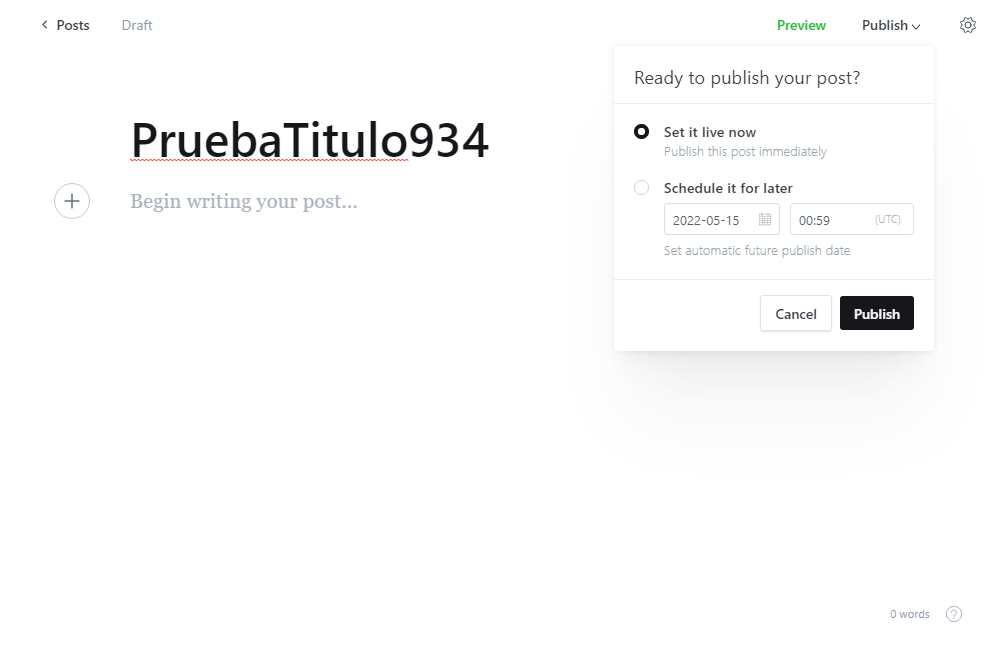 Posts Draft Preview Publish
Ready to publish your post?
PruebaTitulo934
Set it live now
Publish this post immediately
Schedule it for later
Begin writing your post...
2022-05-15 00:59 (UTC)
Set automatic future publish date
Cancel Publish
0 words ?